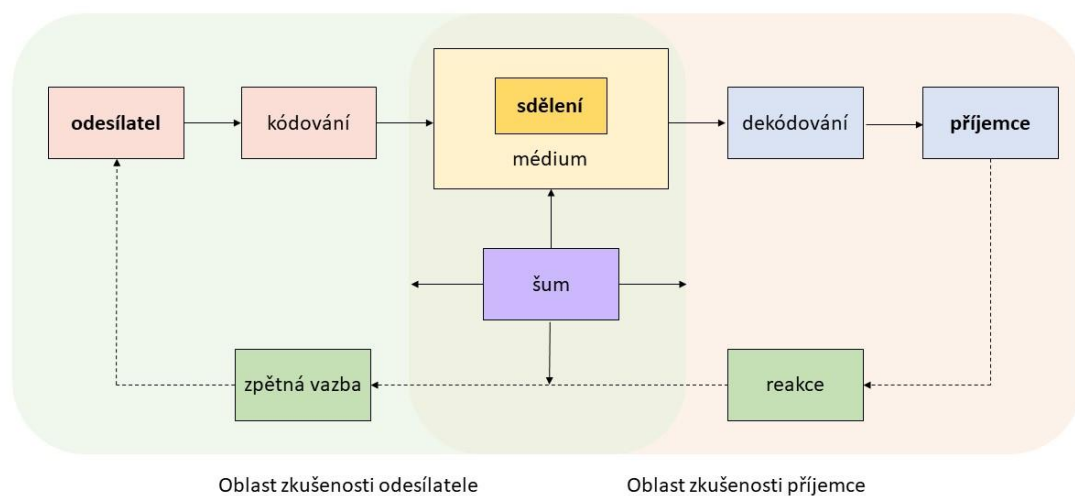 odesílatel
kódování
sdělení
médium
dekódování
příjemce
šum
zpětná vazba
reakce
Oblast zkušenosti odesílatele
Oblast zkušenosti příjemce